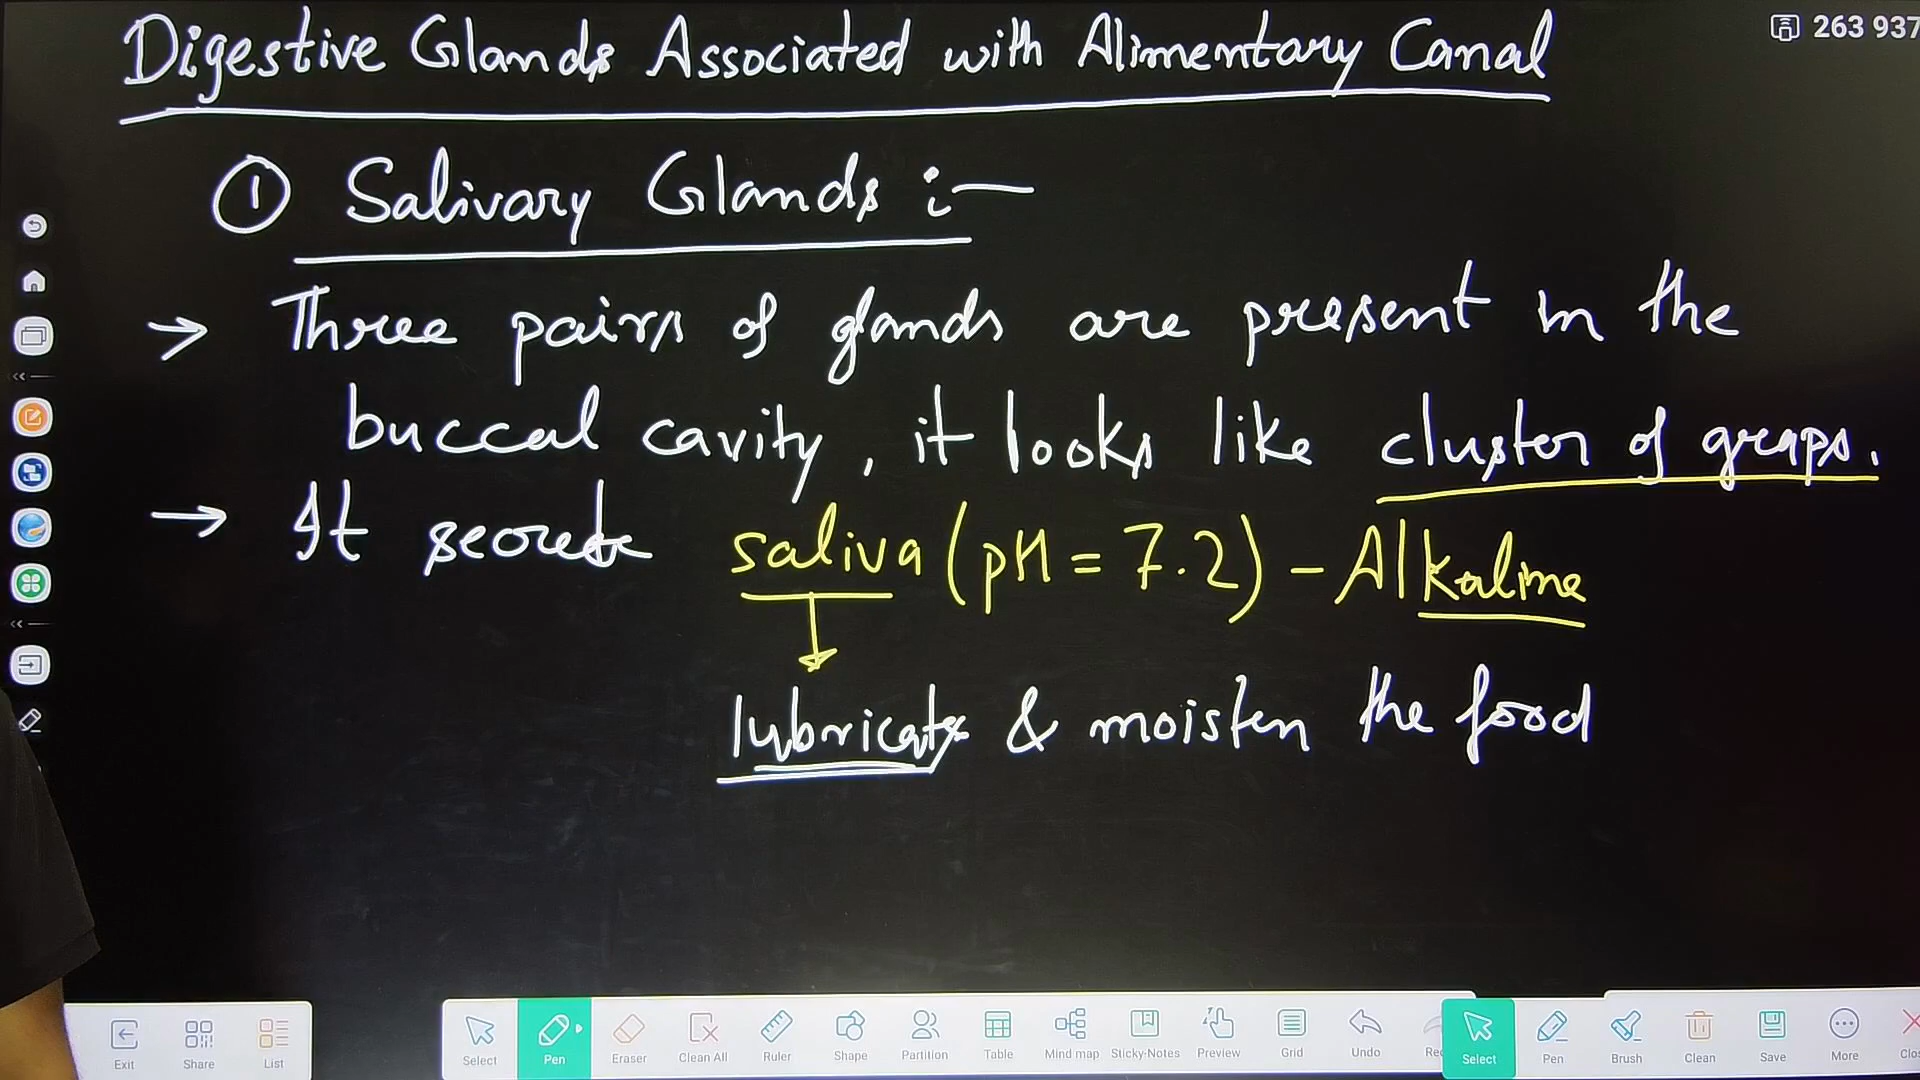 Digestive Glands Associated with Alimentary Canal
263 937
① Salivary Glands :-
→ Three pairs of glands are present in the
buccal cavity, it looks like cluster of graps.
→ It secrete saliva (pH = 7.2) - Alkaline
lubricate & moisten the food
Exit Share List Select Pen Eraser Clean All Ruler Shape Partition Table Mind map Sticky-Notes Preview Grid Undo Select Pen Brush Clean Save More